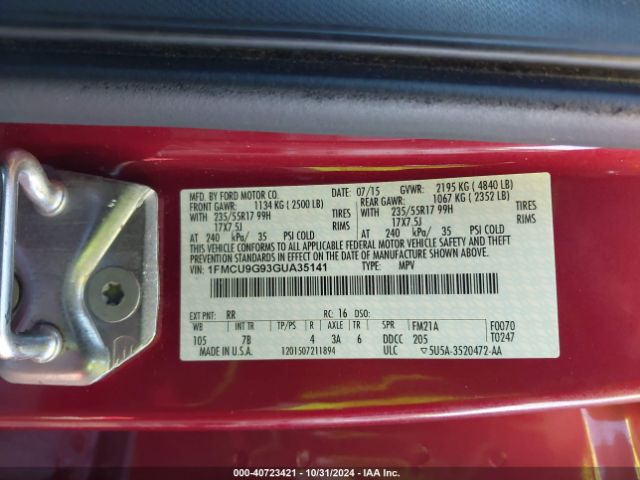 MFD. BY FORD MOTOR CO. 07/15 GVWR: 2195 KG ( 4840 LB)
FRONT GAWR: 1134 KG ( 2500 LB) REAR GAWR: 1067 KG ( 2352 LB)
WITH 235/55R17 99H TIRES WITH 235/55R17 99H TIRES
17X7.5J RIMS 17X7.5J RIMS
AT 240 kPa/ 35 PSI COLD AT 240 kPa/ 35 PSI COLD
THIS VEHICLE CONFORMS TO ALL APPLICABLE FEDERAL MOTOR VEHICLE SAFETY AND THEFT
PREVENTION STANDARDS IN EFFECT ON THE DATE OF MANUFACTURE SHOWN ABOVE.
VIN: 1FMCU9G93GUA35141 TYPE: MPV
EXT PNT: RR RC: 16 DSO:
WB INT TR TP/PS R AXLE TR SPR FM21A F0070
105 7B 4 3A 6 DDCC 205 T0247
MADE IN U.S.A. 1201507211894 ULC ▽5U5A-3520472-AA
000-40723421 - 10/31/2024 - IAA Inc.